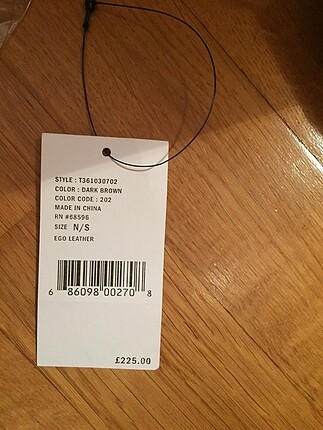 STYLE : T361030702
COLOR : DARK BROWN
COLOR CODE : 202
MADE IN CHINA
RN #68596
SIZE N/S
EGO LEATHER
6 86098 00270 8
£225.00